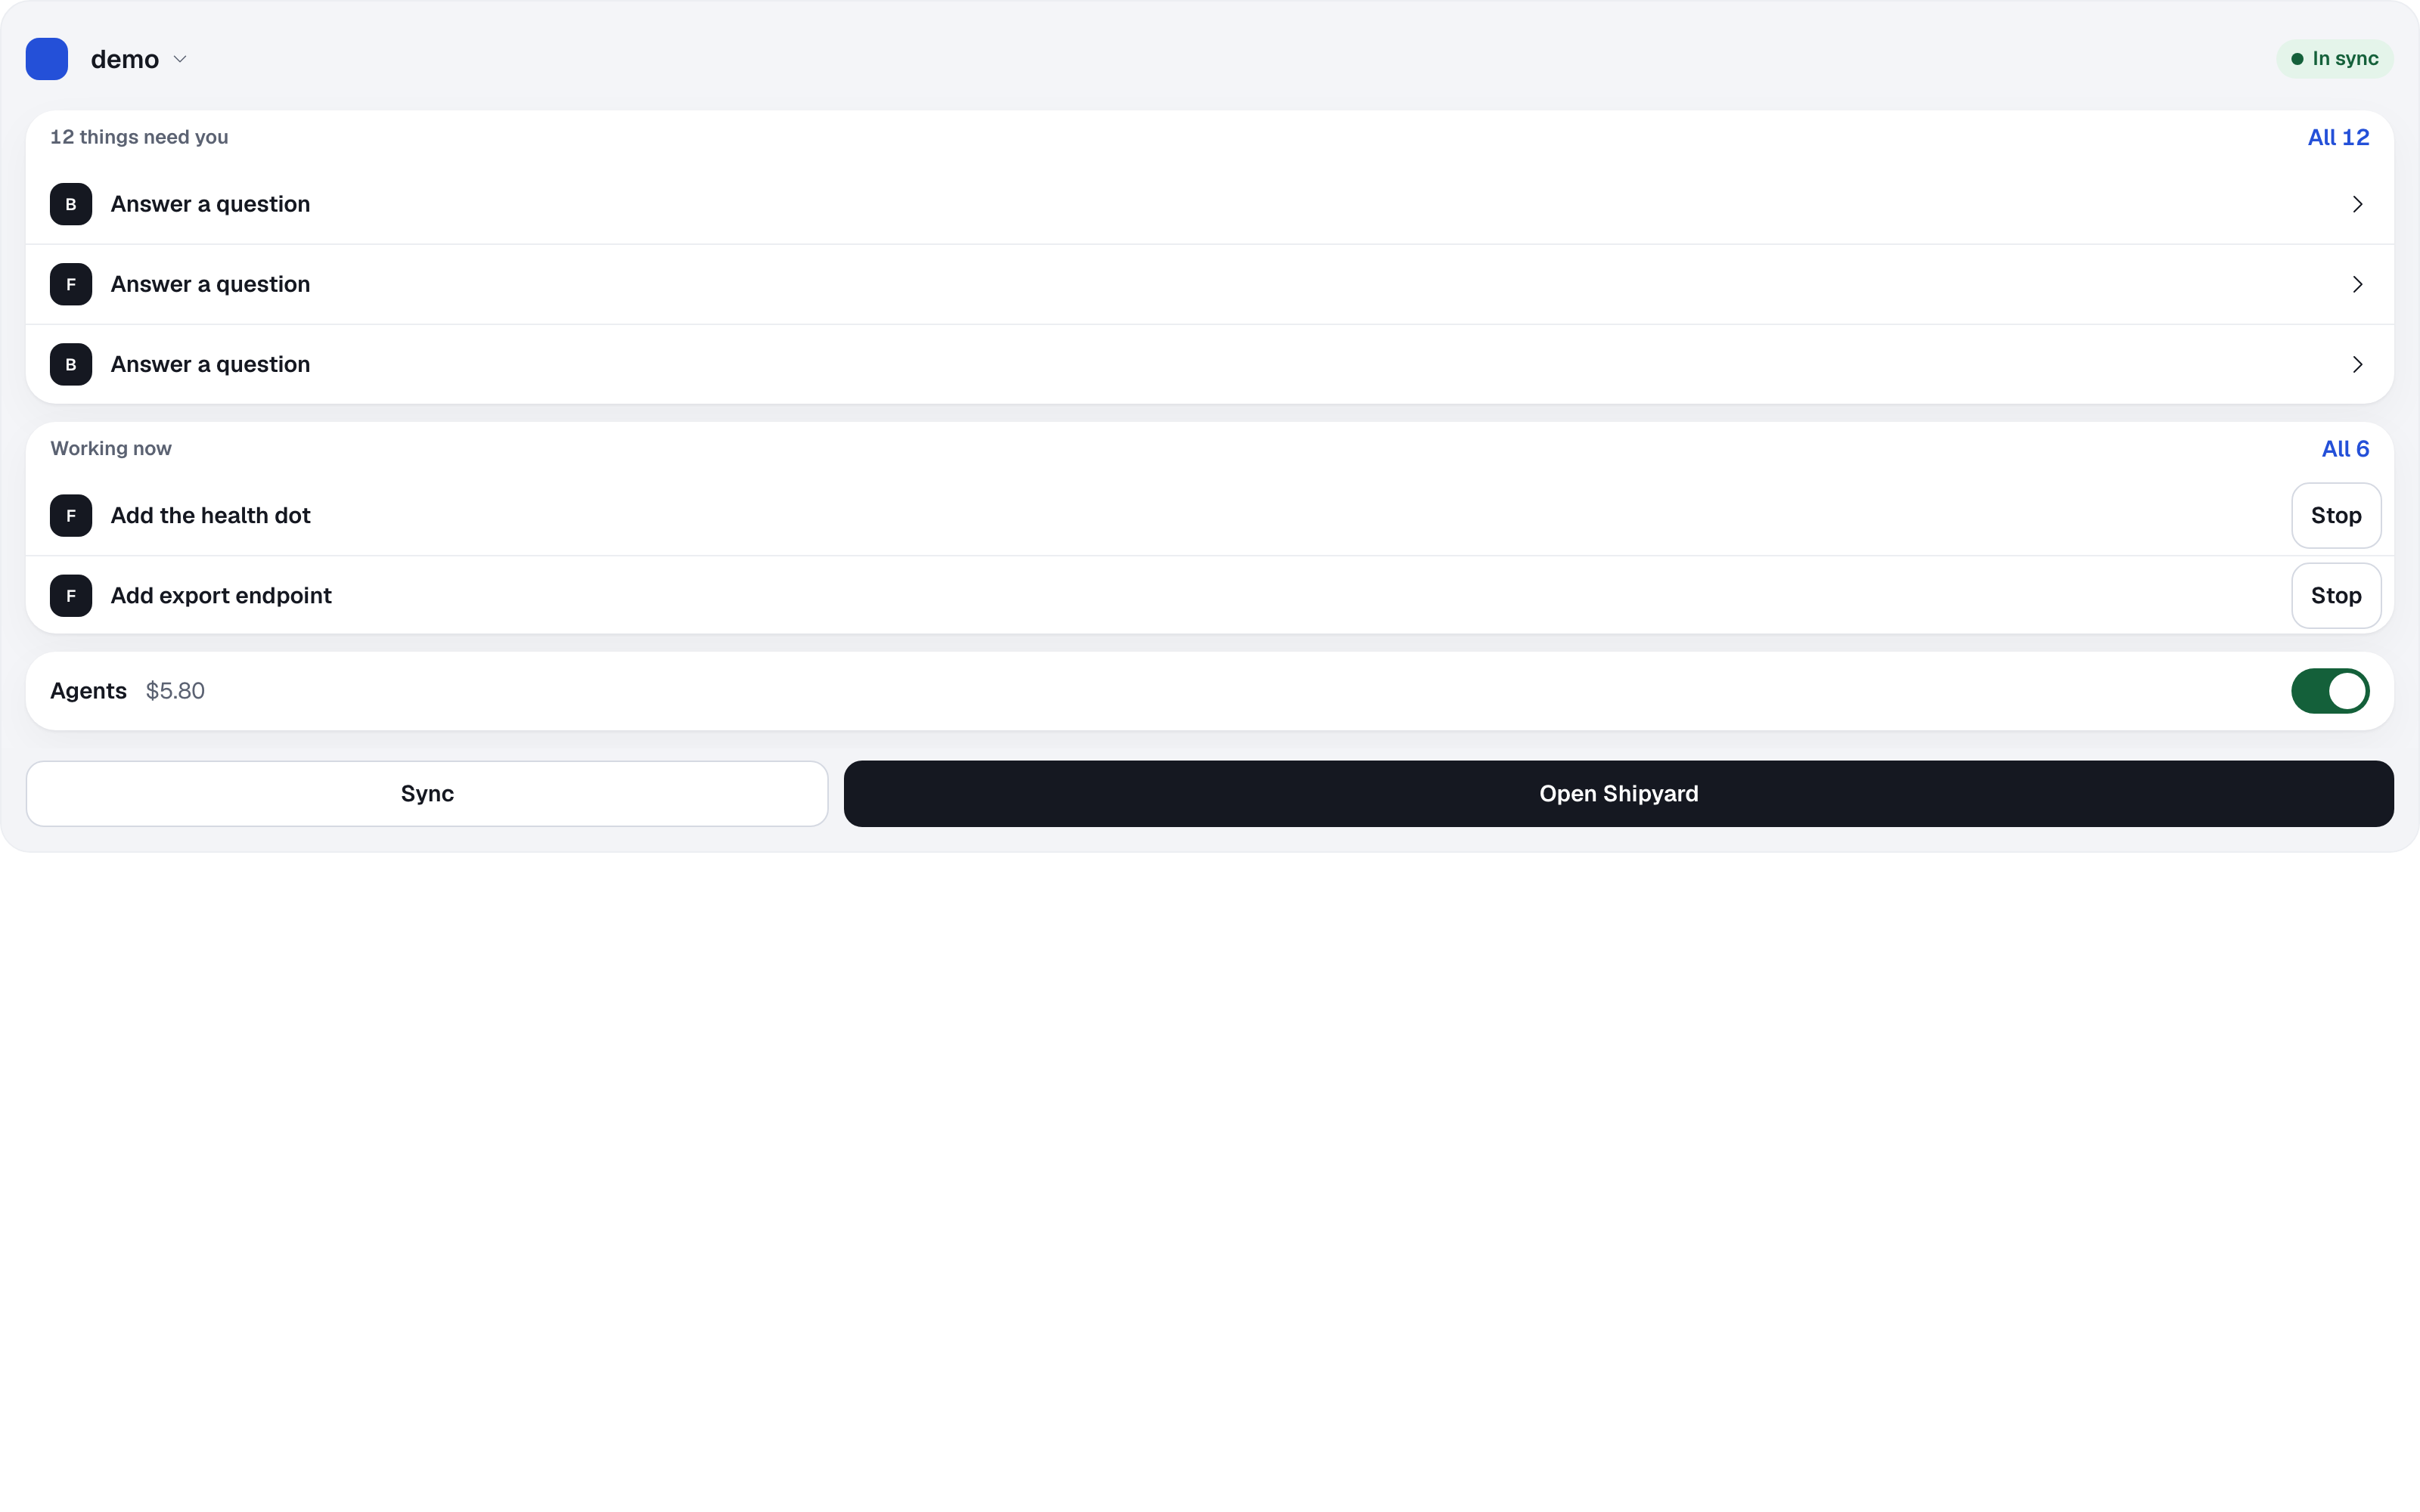 demo
In sync
12 things need you
All 12
B Answer a question
F Answer a question
B Answer a question
Working now
All 6
F Add the health dot Stop
F Add export endpoint Stop
Agents $5.80
Sync
Open Shipyard